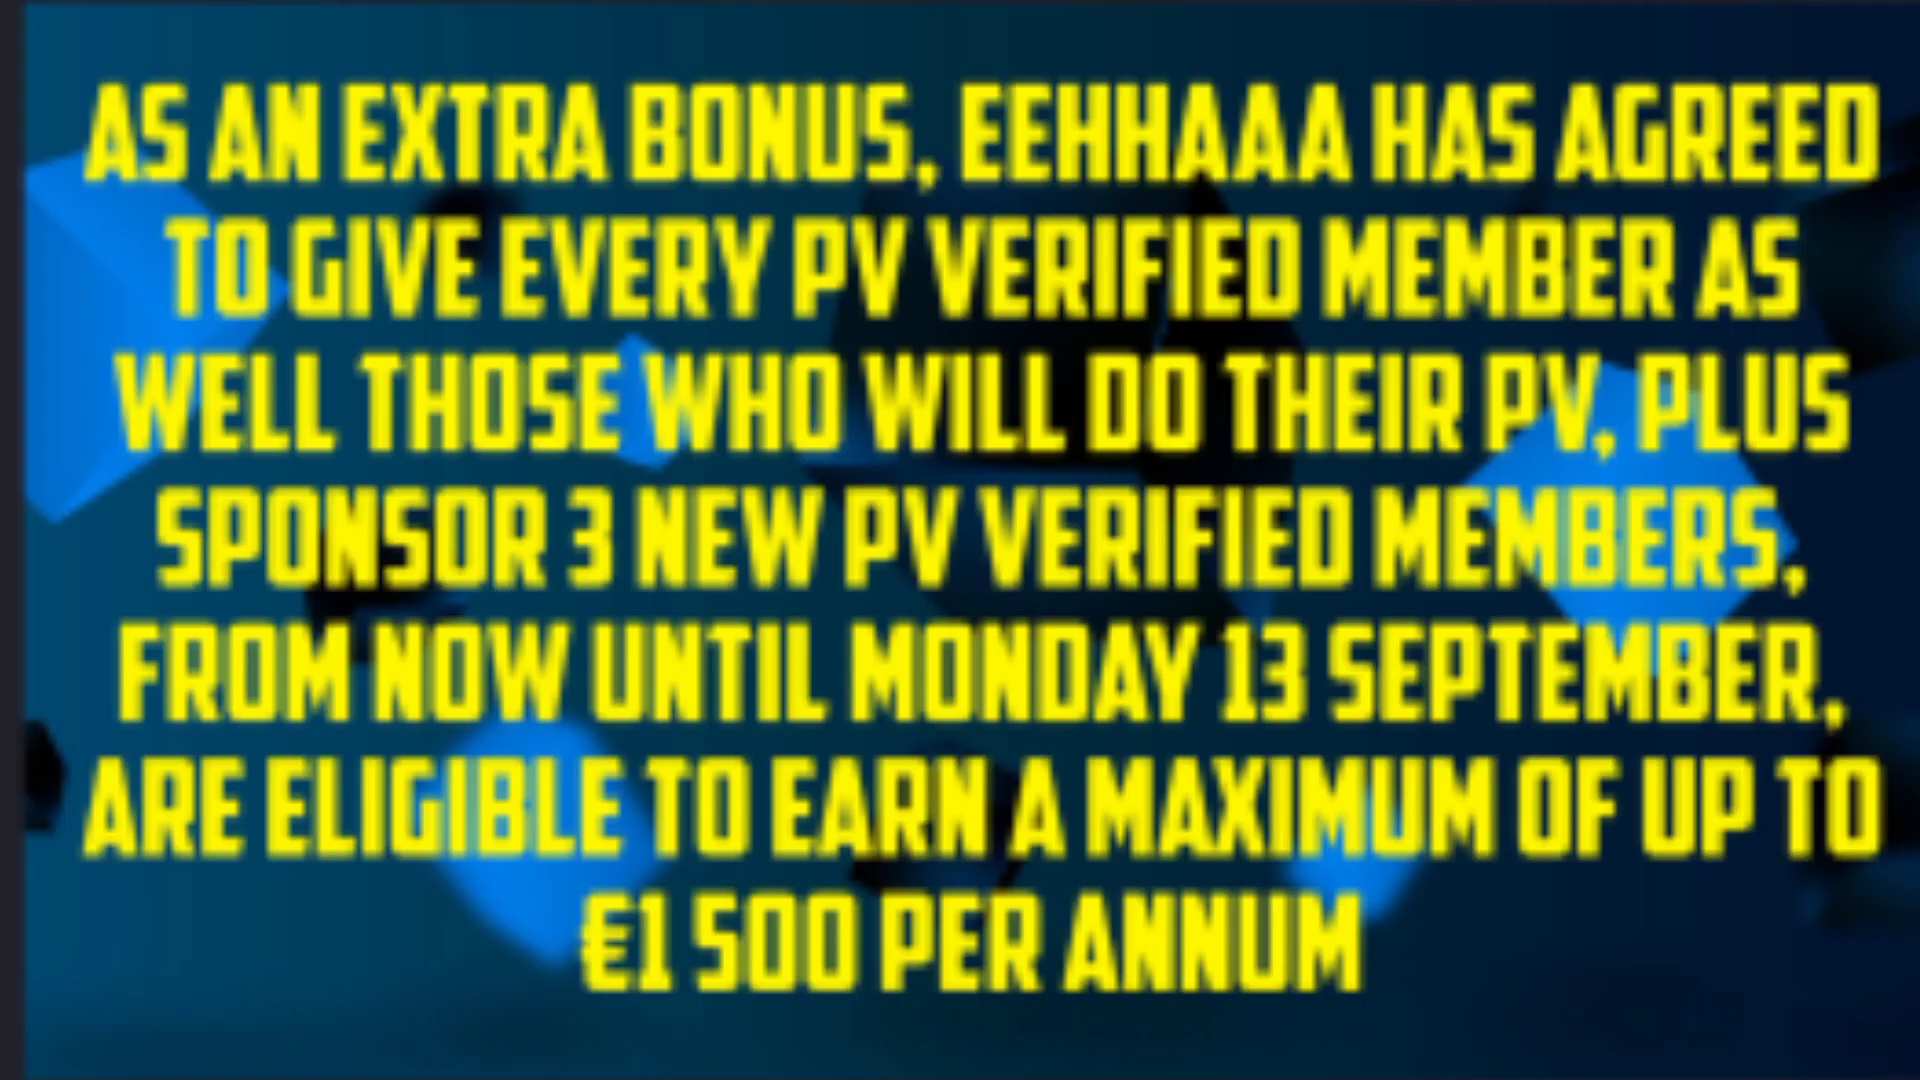 AS AN EXTRA BONUS, EEHHAAA HAS AGREED
TO GIVE EVERY PV VERIFIED MEMBER AS
WELL THOSE WHO WILL DO THEIR PV, PLUS
SPONSOR 3 NEW PV VERIFIED MEMBERS,
FROM NOW UNTIL MONDAY 13 SEPTEMBER,
ARE ELIGIBLE TO EARN A MAXIMUM OF UP TO
€1 500 PER ANNUM